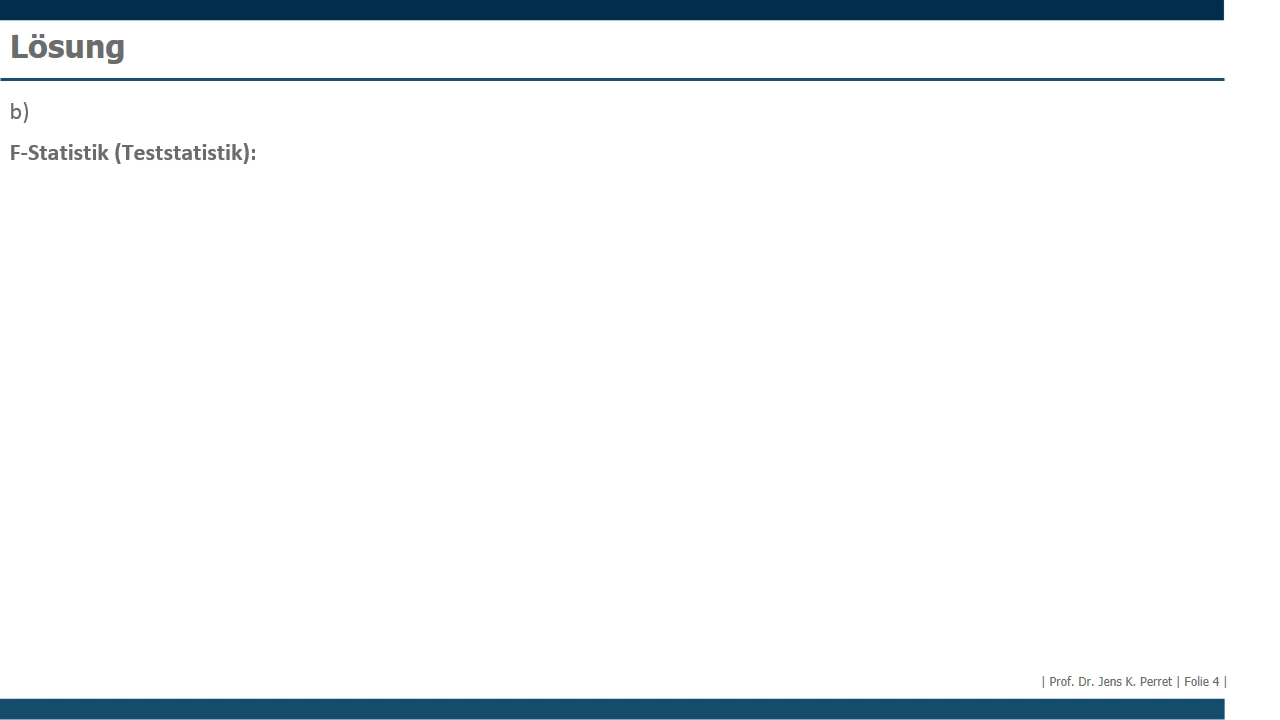 Lösung
b)
F-Statistik (Teststatistik):
| Prof. Dr. Jens K. Perret | Folie 4 |